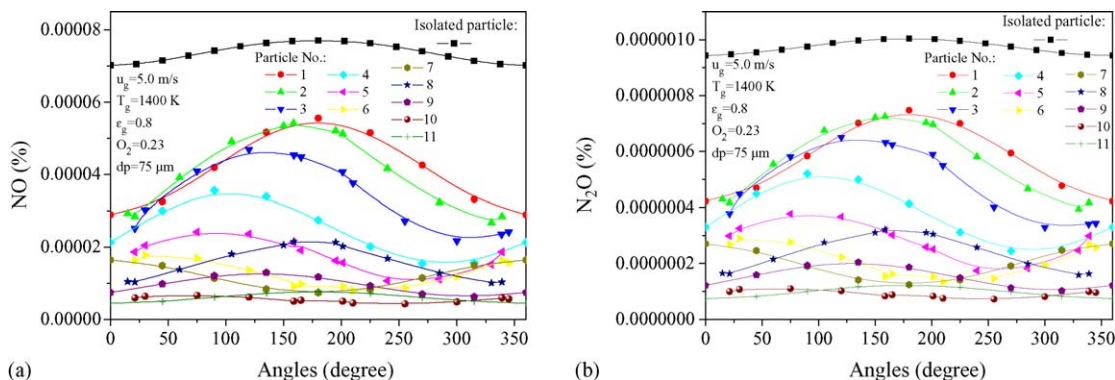 0.00008
0.00006
0.00004
0.00002
0.00000
NO (%)
Isolated particle:
Particle No.:
1
2
3
4
5
6
7
8
9
10
11
u_g=5.0 m/s
T_g=1400 K
ε_g=0.8
O₂=0.23
dp=75 μm
0 50 100 150 200 250 300 350
Angles (degree)
(a)
0.0000010
0.0000008
0.0000006
0.0000004
0.0000002
0.0000000
N₂O (%)
Isolated particle:
Particle No.:
1
2
3
4
5
6
7
8
9
10
11
u_g=5.0 m/s
T_g=1400 K
ε_g=0.8
O₂=0.23
dp=75 μm
0 50 100 150 200 250 300 350
Angles (degree)
(b)